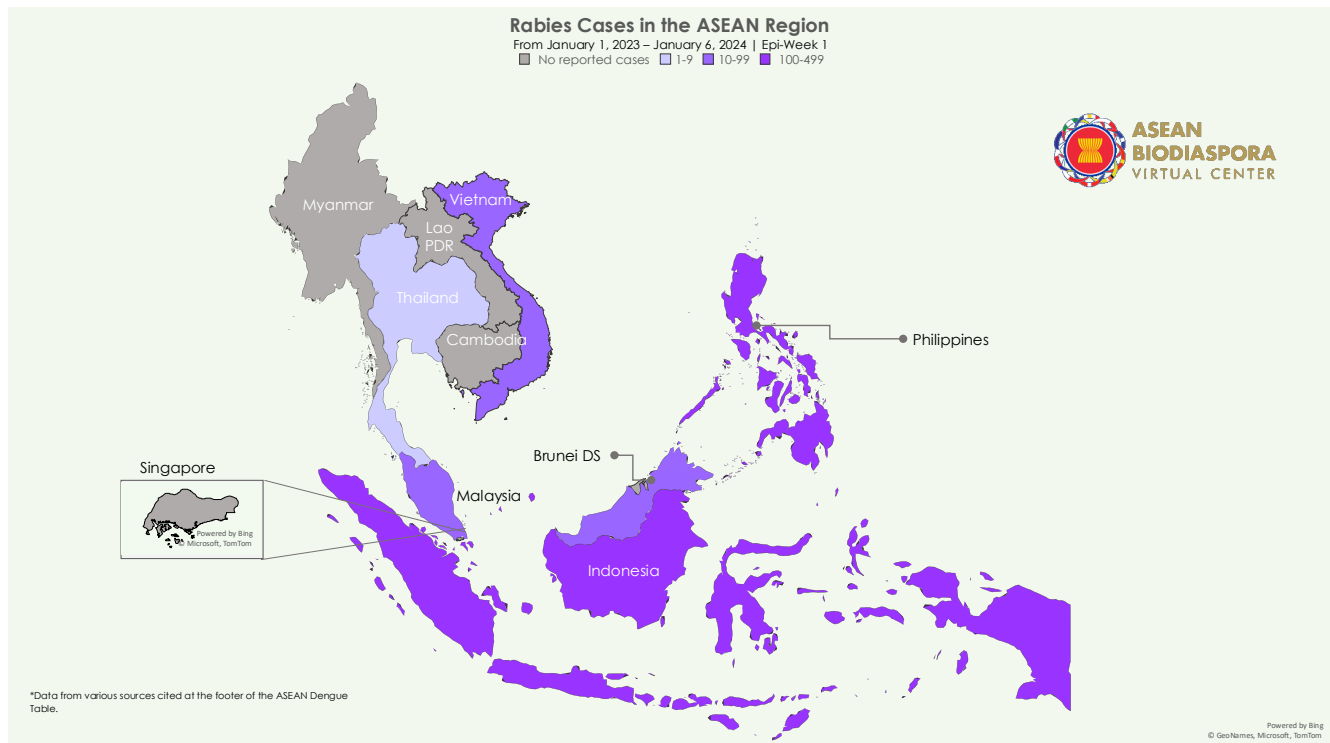 Rabies Cases in the ASEAN Region
From January 1, 2023 – January 6, 2024 | Epi-Week 1
No reported cases 1-9 10-99 100-499
ASEAN
BIODIASPORA
VIRTUAL CENTER
Myanmar
Vietnam
Lao
PDR
Thailand
Cambodia
Philippines
Brunei DS
Singapore
Malaysia
Powered by Bing
© Microsoft, TomTom
Indonesia
*Data from various sources cited at the footer of the ASEAN Dengue
Table.
Powered by Bing
© GeoNames, Microsoft, TomTom